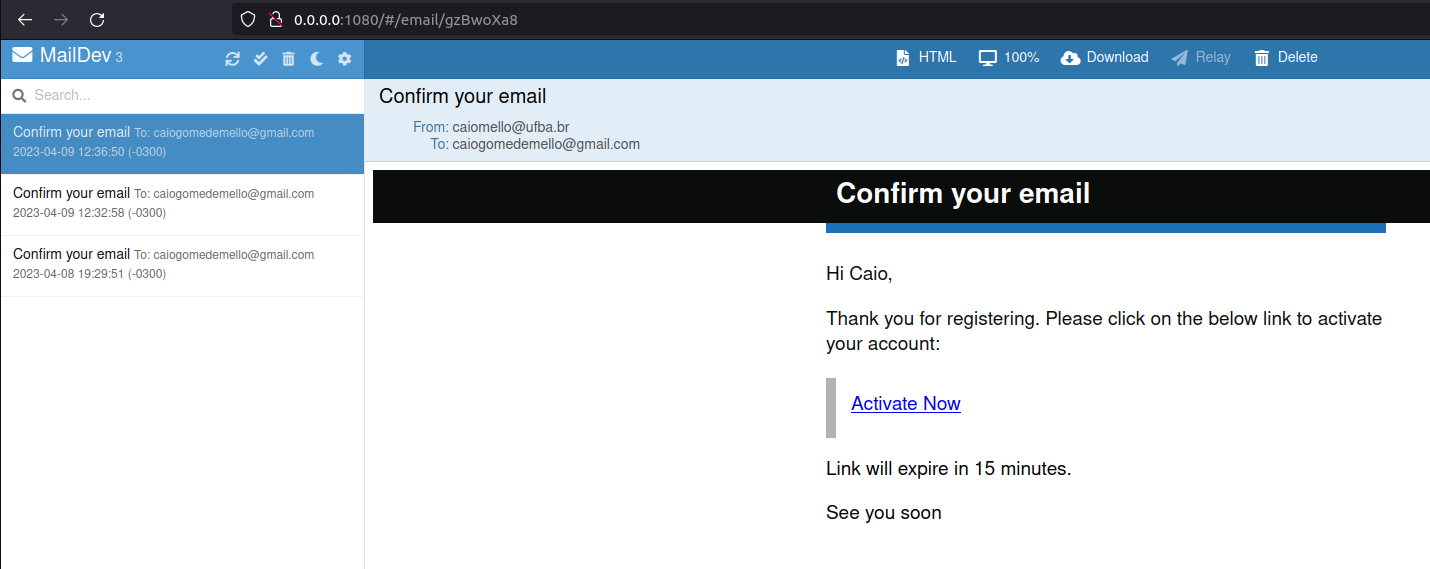 0.0.0.0:1080/#/email/gzBwoXa8
MailDev 3
HTML
100%
Download
Relay
Delete
Search...
Confirm your email To: caiogomedemello@gmail.com
2023-04-09 12:36:50 (-0300)
Confirm your email To: caiogomedemello@gmail.com
2023-04-09 12:32:58 (-0300)
Confirm your email To: caiogomedemello@gmail.com
2023-04-08 19:29:51 (-0300)
Confirm your email
From: caiomello@ufba.br
To: caiogomedemello@gmail.com
Confirm your email
Hi Caio,
Thank you for registering. Please click on the below link to activate
your account:
Activate Now
Link will expire in 15 minutes.
See you soon